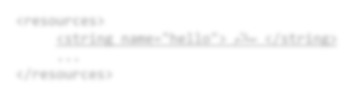 <resources>
<string name="hello"> </string>
...
</resources>